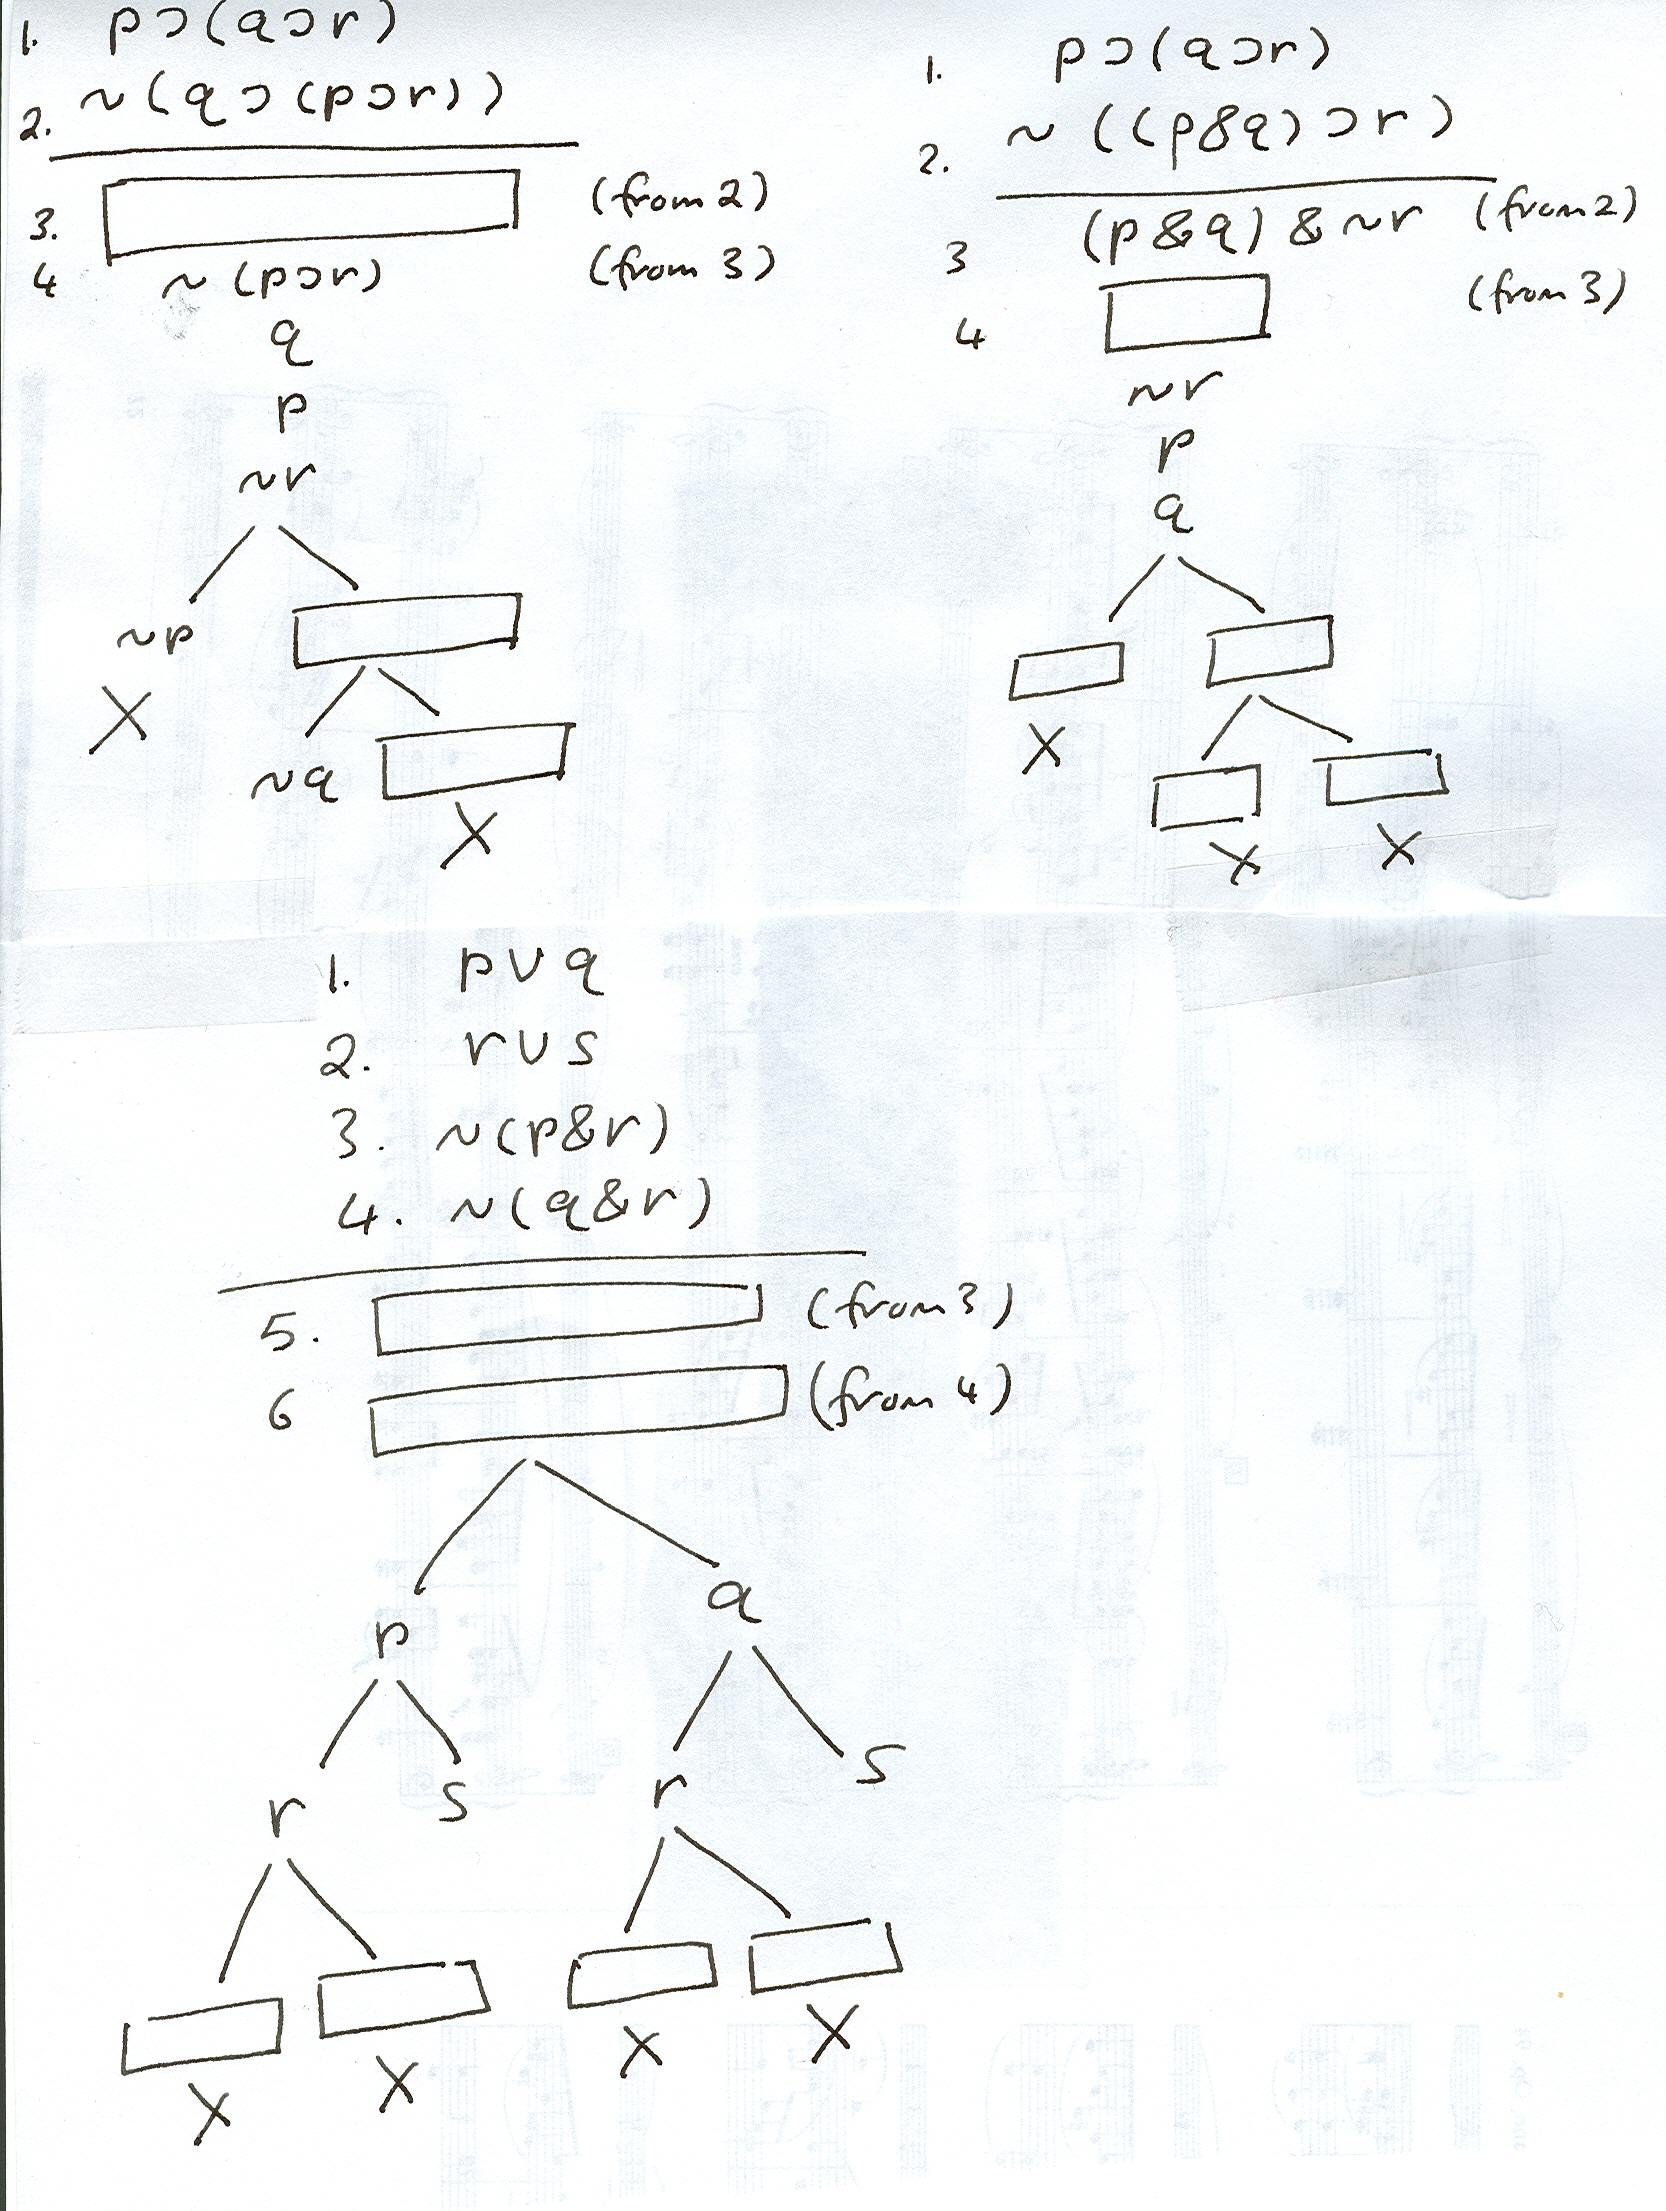 1. p⊃(q⊃r)
2. ~(q⊃(p⊃r))
3. (from 2)
4 ~(p⊃r) (from 3)
q
p
~r
~p
X
~q
X
1. p⊃(q⊃r)
2. ~((p&q)⊃r)
3 (p&q)&~r (from 2)
4 (from 3)
~r
p
q
X
X X
1. p∪q
2. r∪s
3. ~(p&r)
4. ~(q&r)
5. (from 3)
6 (from 4)
p q
r s r s
X X X X